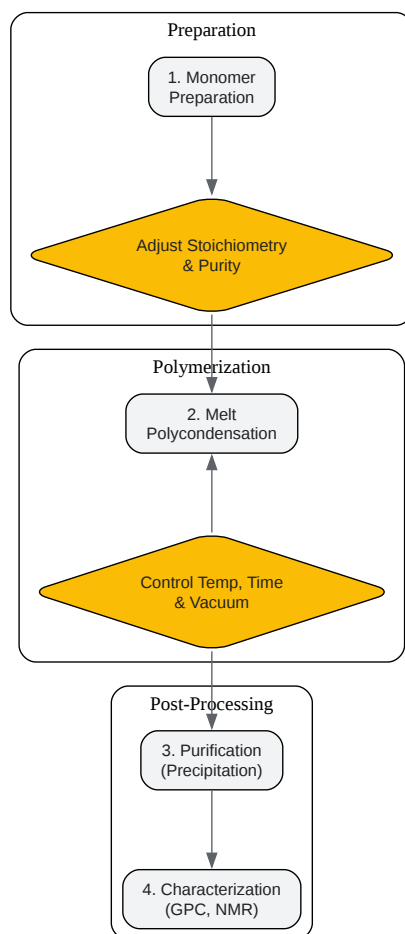 Preparation
1. Monomer
Preparation
Adjust Stoichiometry
& Purity
Polymerization
2. Melt
Polycondensation
Control Temp, Time
& Vacuum
Post-Processing
3. Purification
(Precipitation)
4. Characterization
(GPC, NMR)